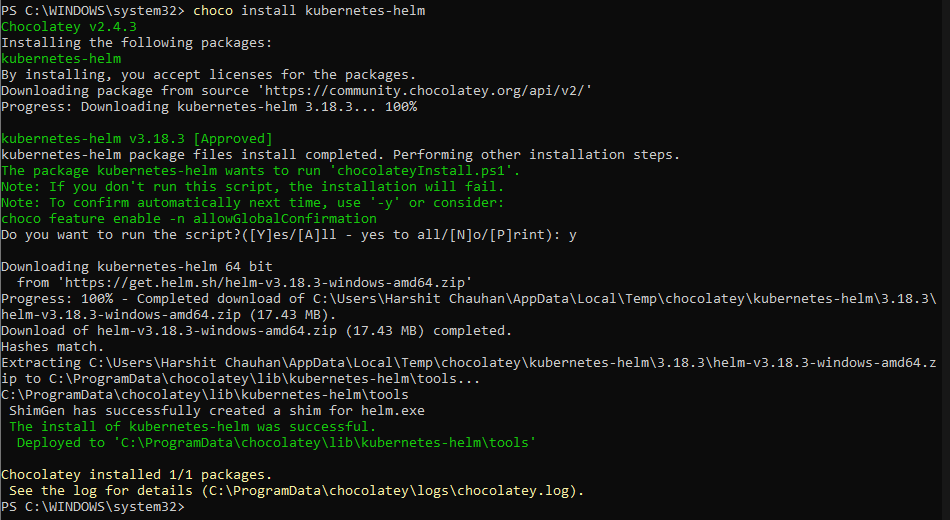 PS C:\WINDOWS\system32> choco install kubernetes-helm
Chocolatey v2.4.3
Installing the following packages:
kubernetes-helm
By installing, you accept licenses for the packages.
Downloading package from source 'https://community.chocolatey.org/api/v2/'
Progress: Downloading kubernetes-helm 3.18.3... 100%

kubernetes-helm v3.18.3 [Approved]
kubernetes-helm package files install completed. Performing other installation steps.
The package kubernetes-helm wants to run 'chocolateyInstall.ps1'.
Note: If you don't run this script, the installation will fail.
Note: To confirm automatically next time, use '-y' or consider:
choco feature enable -n allowGlobalConfirmation
Do you want to run the script?([Y]es/[A]ll - yes to all/[N]o/[P]rint): y

Downloading kubernetes-helm 64 bit
  from 'https://get.helm.sh/helm-v3.18.3-windows-amd64.zip'
Progress: 100% - Completed download of C:\Users\Harshit Chauhan\AppData\Local\Temp\chocolatey\kubernetes-helm\3.18.3\
helm-v3.18.3-windows-amd64.zip (17.43 MB).
Download of helm-v3.18.3-windows-amd64.zip (17.43 MB) completed.
Hashes match.
Extracting C:\Users\Harshit Chauhan\AppData\Local\Temp\chocolatey\kubernetes-helm\3.18.3\helm-v3.18.3-windows-amd64.z
ip to C:\ProgramData\chocolatey\lib\kubernetes-helm\tools...
C:\ProgramData\chocolatey\lib\kubernetes-helm\tools
 ShimGen has successfully created a shim for helm.exe
 The install of kubernetes-helm was successful.
  Deployed to 'C:\ProgramData\chocolatey\lib\kubernetes-helm\tools'

Chocolatey installed 1/1 packages.
 See the log for details (C:\ProgramData\chocolatey\logs\chocolatey.log).
PS C:\WINDOWS\system32>